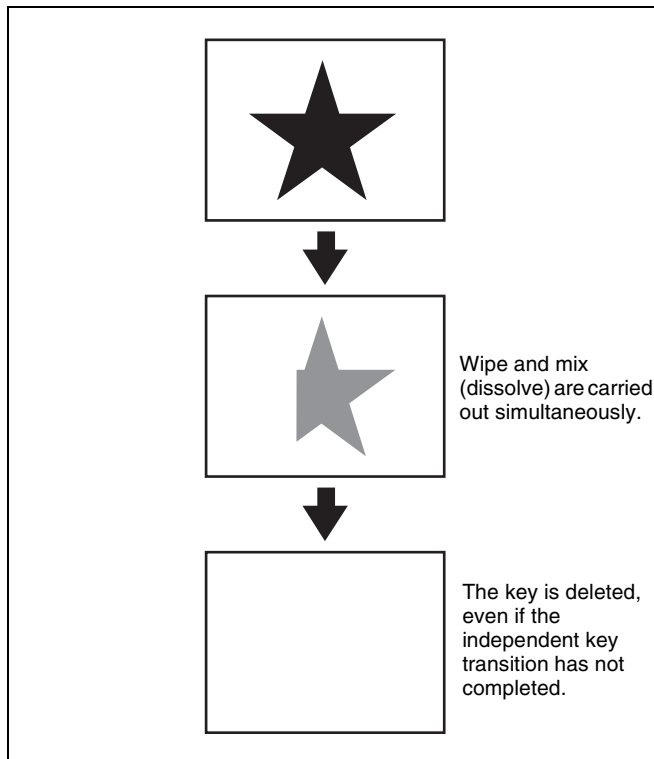 Wipe and mix
(dissolve) are carried
out simultaneously.
The key is deleted,
even if the
independent key
transition has not
completed.